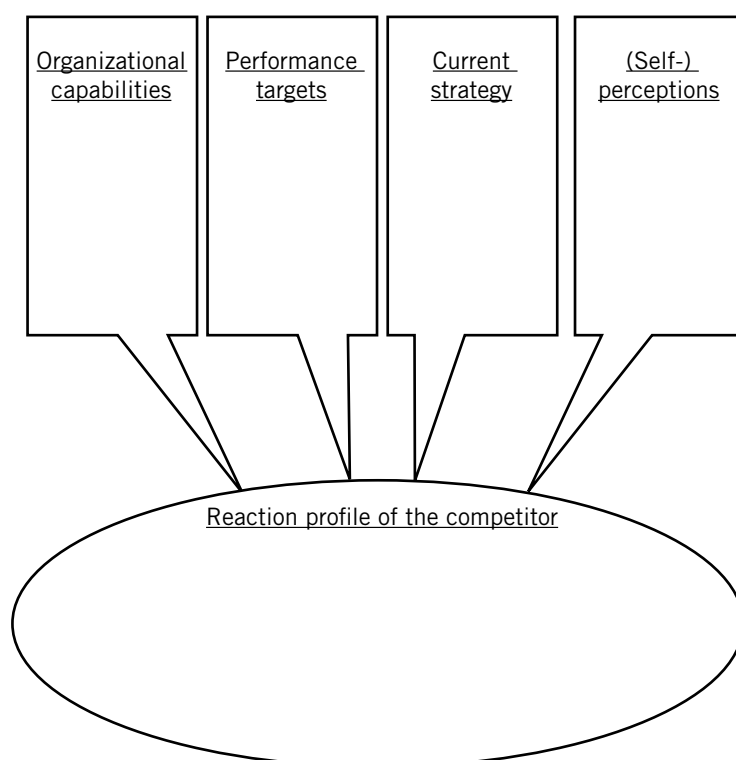 Organizational
capabilities
Performance
targets
Current
strategy
(Self-)
perceptions
Reaction profile of the competitor